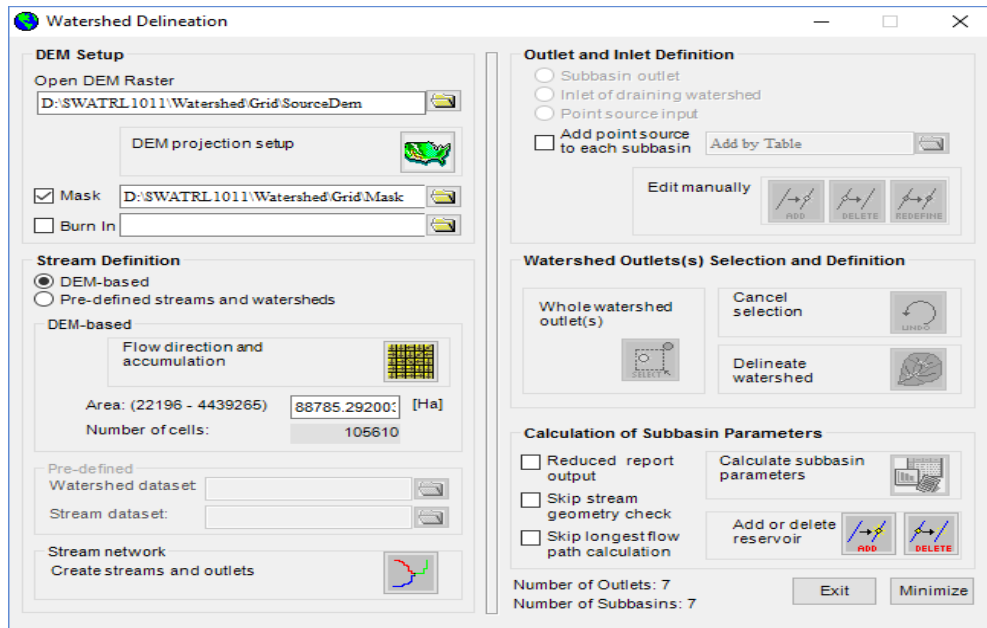 Watershed Delineation
DEM Setup
Open DEM Raster
D:\SWATRL1011\Watershed\Grid\SourceDem
DEM projection setup
Mask
D:\SWATRL1011\Watershed\Grid\Mask
Burn In
Stream Definition
DEM-based
Pre-defined streams and watersheds
DEM-based
Flow direction and
accumulation
Area: (22196 - 4439265)
88785.292003
[Ha]
Number of cells:
105610
Pre-defined
Watershed dataset
Stream dataset:
Stream network
Create streams and outlets
Outlet and Inlet Definition
Subbasin outlet
Inlet of draining watershed
Point source input
Add point source
to each subbasin
Add by Table
Edit manually
ADD
DELETE
REDEFINE
Watershed Outlets(s) Selection and Definition
Whole watershed
outlet(s)
SELECT
Cancel
selection
UNDO
Delineate
watershed
Calculation of Subbasin Parameters
Reduced report
output
Skip stream
geometry check
Skip longest flow
path calculation
Calculate subbasin
parameters
Add or delete
reservoir
ADD
DELETE
Number of Outlets: 7
Number of Subbasins: 7
Exit
Minimize